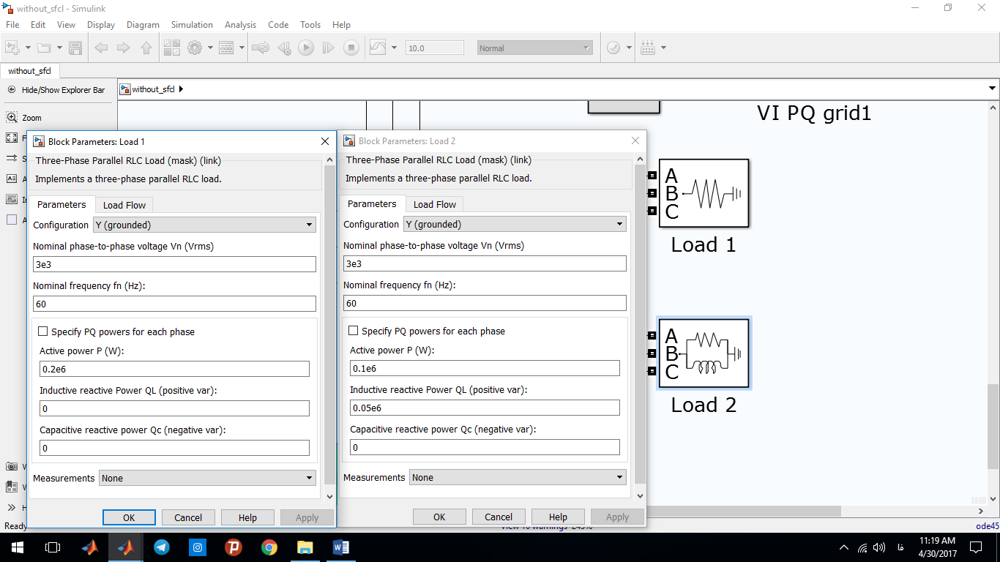 without_sfcl - Simulink
File Edit View Display Diagram Simulation Analysis Code Tools Help
10.0
Normal
without_sfcl
Hide/Show Explorer Bar
without_sfcl
Zoom
VI PQ grid1
Block Parameters: Load 1
Three-Phase Parallel RLC Load (mask) (link)
Implements a three-phase parallel RLC load.
Parameters Load Flow
Configuration Y (grounded)
Nominal phase-to-phase voltage Vn (Vrms)
3e3
Nominal frequency fn (Hz):
60
Specify PQ powers for each phase
Active power P (W):
0.2e6
Inductive reactive Power QL (positive var):
0
Capacitive reactive power Qc (negative var):
0
Measurements None
OK Cancel Help Apply
Block Parameters: Load 2
Three-Phase Parallel RLC Load (mask) (link)
Implements a three-phase parallel RLC load.
Parameters Load Flow
Configuration Y (grounded)
Nominal phase-to-phase voltage Vn (Vrms)
3e3
Nominal frequency fn (Hz):
60
Specify PQ powers for each phase
Active power P (W):
0.1e6
Inductive reactive Power QL (positive var):
0.05e6
Capacitive reactive power Qc (negative var):
0
Measurements None
OK Cancel Help Apply
A
B
C
Load 1
A
B
C
Load 2
Ready
ode45
فا
11:19 AM
4/30/2017